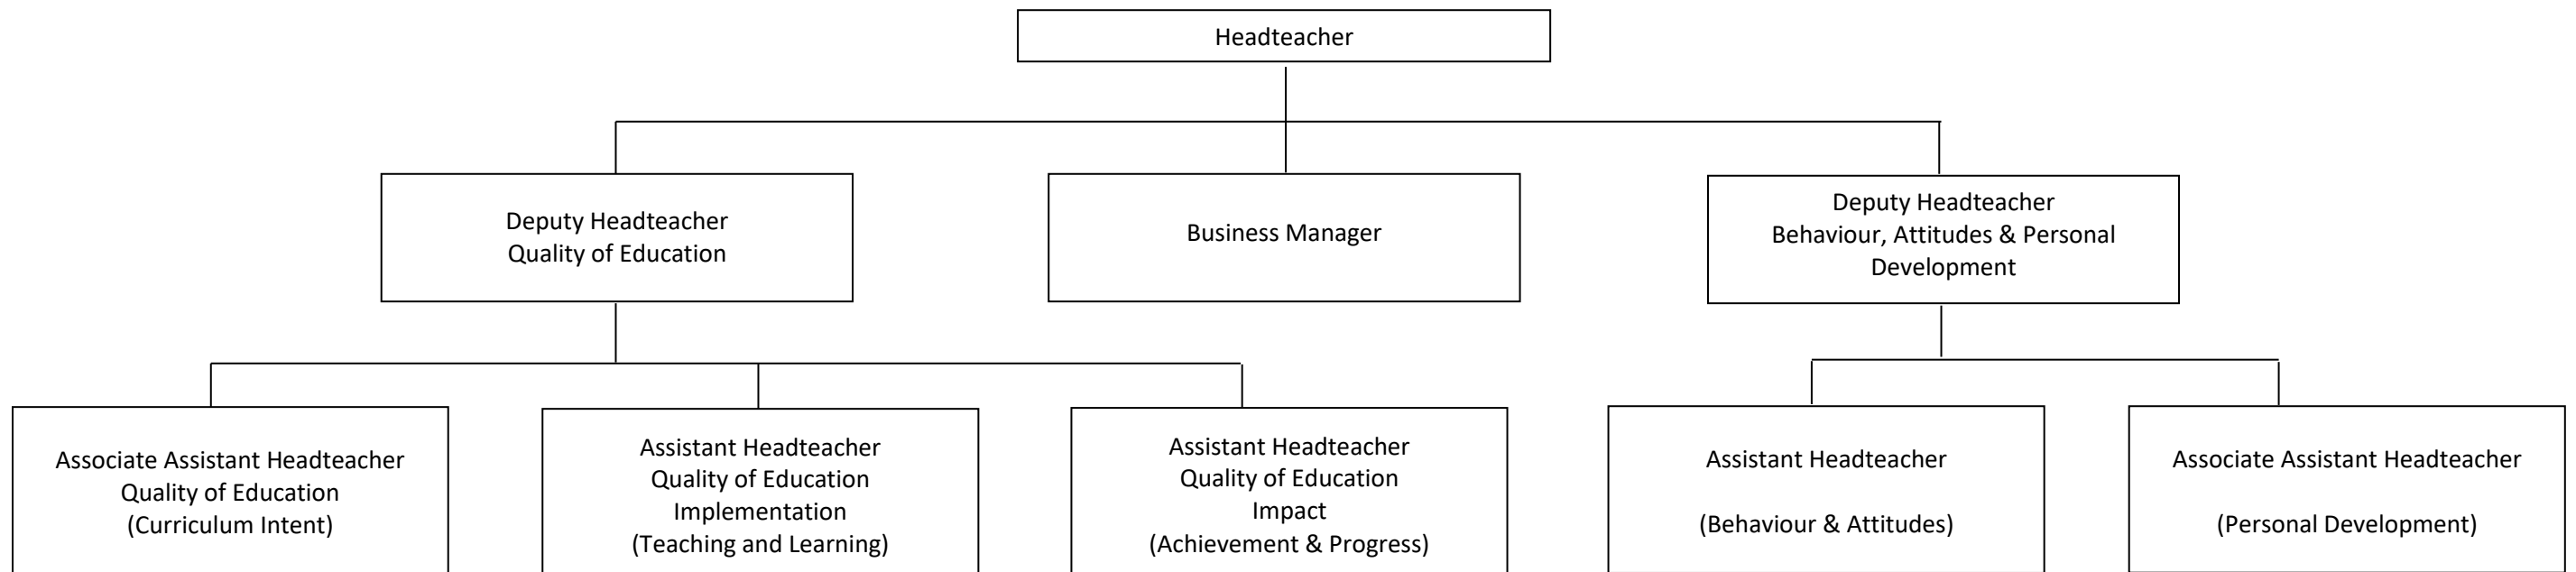 Headteacher
Deputy Headteacher
Quality of Education
Business Manager
Deputy Headteacher
Behaviour, Attitudes & Personal
Development
Associate Assistant Headteacher
Quality of Education
(Curriculum Intent)
Assistant Headteacher
Quality of Education
Implementation
(Teaching and Learning)
Assistant Headteacher
Quality of Education
Impact
(Achievement & Progress)
Assistant Headteacher
(Behaviour & Attitudes)
Associate Assistant Headteacher
(Personal Development)